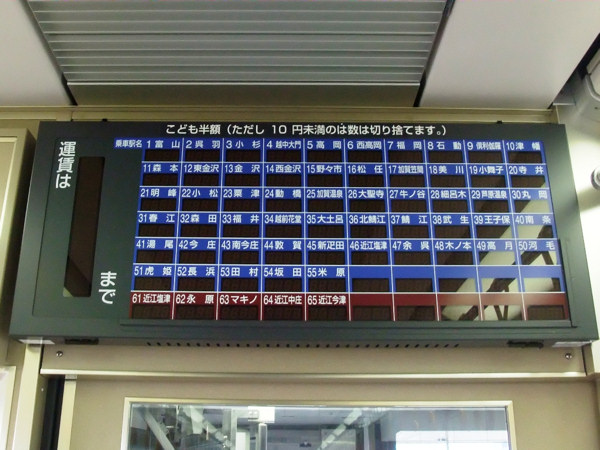 こども半額（ただし 10 円未満のは数は切り捨てます。）
運賃は
まで
乗車駅名 1 富山 2 呉羽 3 小杉 4 越中大門 5 高岡 6 西高岡 7 福岡 8 石動 9 倶利伽羅 10 津幡
11 森本 12 東金沢 13 金沢 14 西金沢 15 野々市 16 松任 17 加賀笠間 18 美川 19 小舞子 20 寺井
21 明峰 22 小松 23 粟津 24 動橋 25 加賀温泉 26 大聖寺 27 牛ノ谷 28 細呂木 29 芦原温泉 30 丸岡
31 春江 32 森田 33 福井 34 越前花堂 35 大土呂 36 北鯖江 37 鯖江 38 武生 39 王子保 40 南条
41 湯尾 42 今庄 43 南今庄 44 敦賀 45 新疋田 46 近江塩津 47 余呉 48 木ノ本 49 高月 50 河毛
51 虎姫 52 長浜 53 田村 54 坂田 55 米原
61 近江塩津 62 永原 63 マキノ 64 近江中庄 65 近江今津